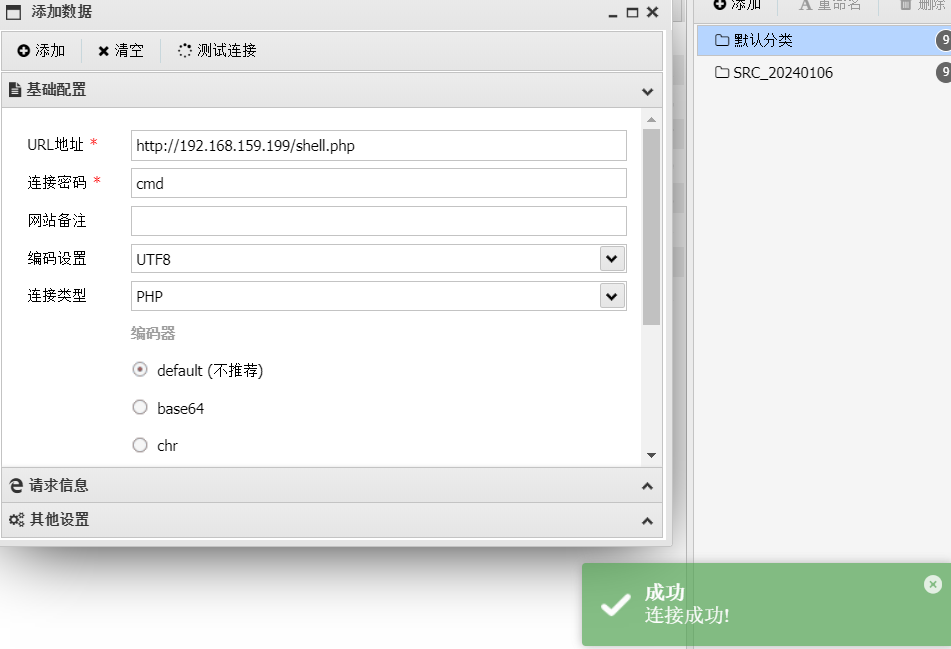 添加数据
添加
清空
测试连接
基础配置
URL地址 *
http://192.168.159.199/shell.php
连接密码 *
cmd
网站备注
编码设置
UTF8
连接类型
PHP
编码器
default (不推荐)
base64
chr
请求信息
其他设置
添加
重命名
删除
默认分类
9
SRC_20240106
9
成功
连接成功!